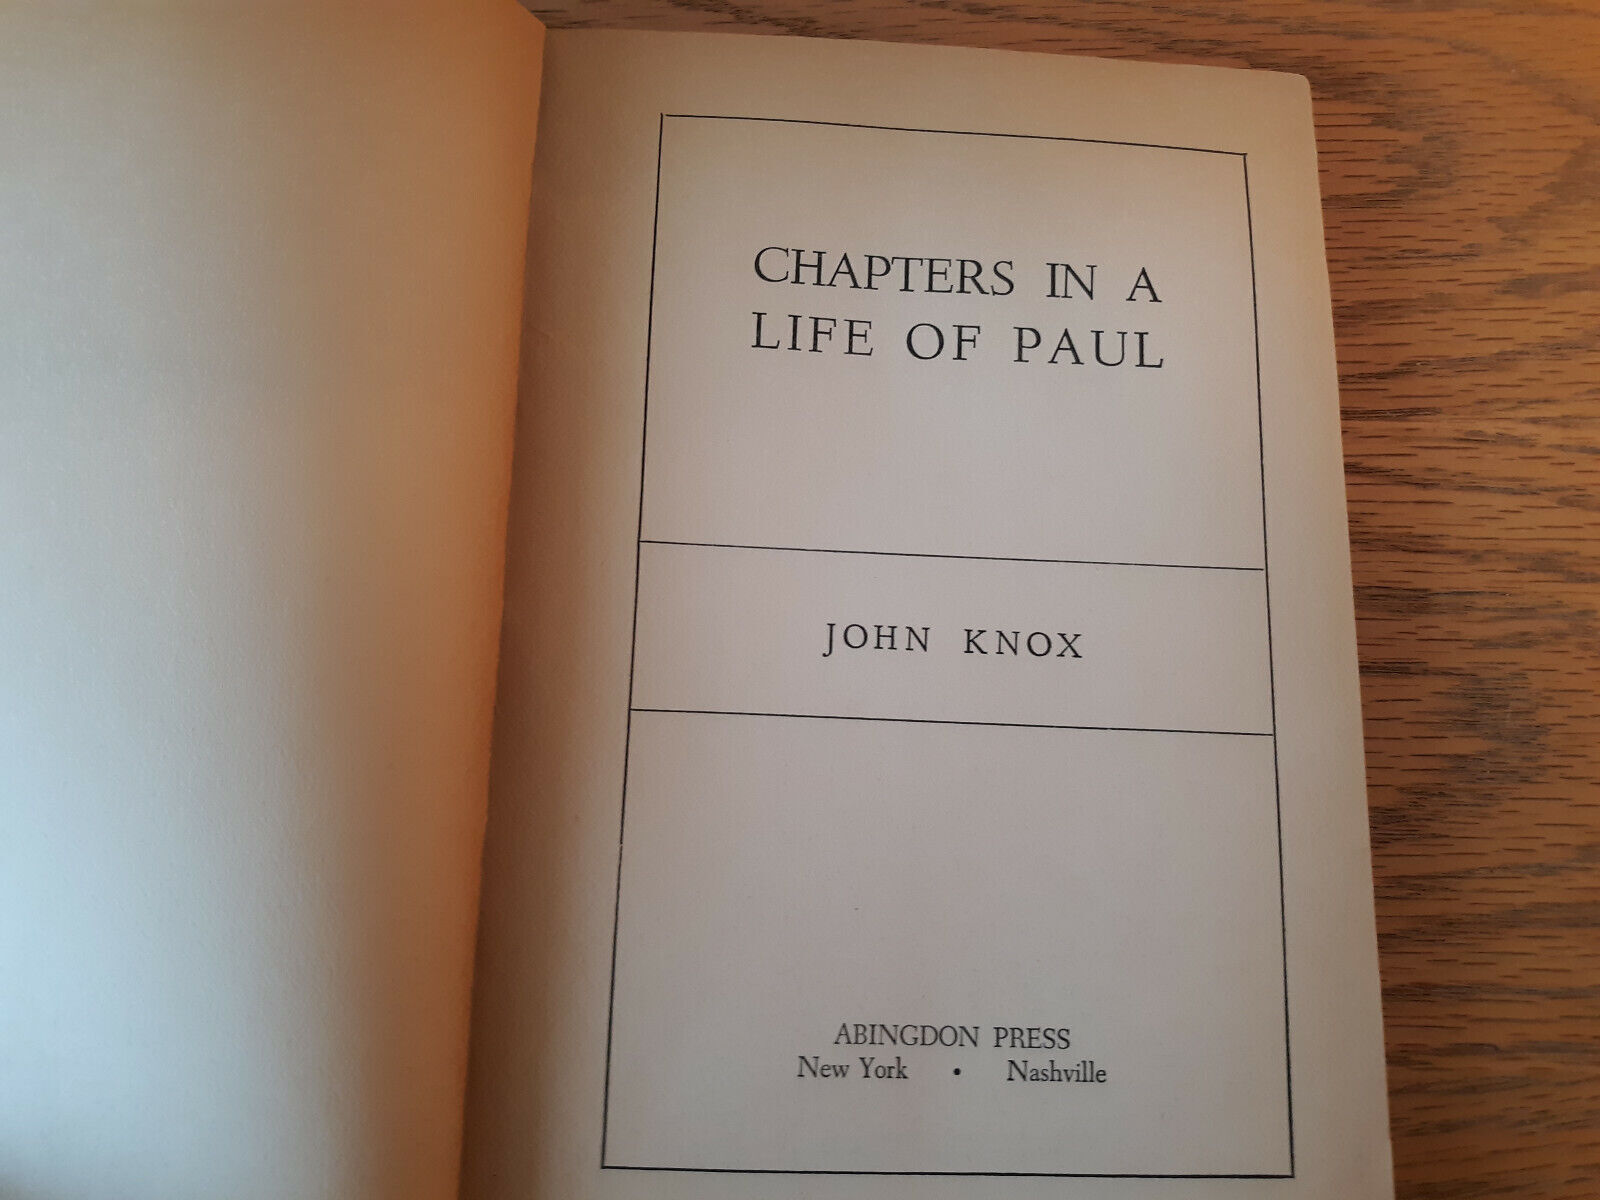 CHAPTERS IN A
LIFE OF PAUL
JOHN KNOX
ABINGDON PRESS
New York • Nashville